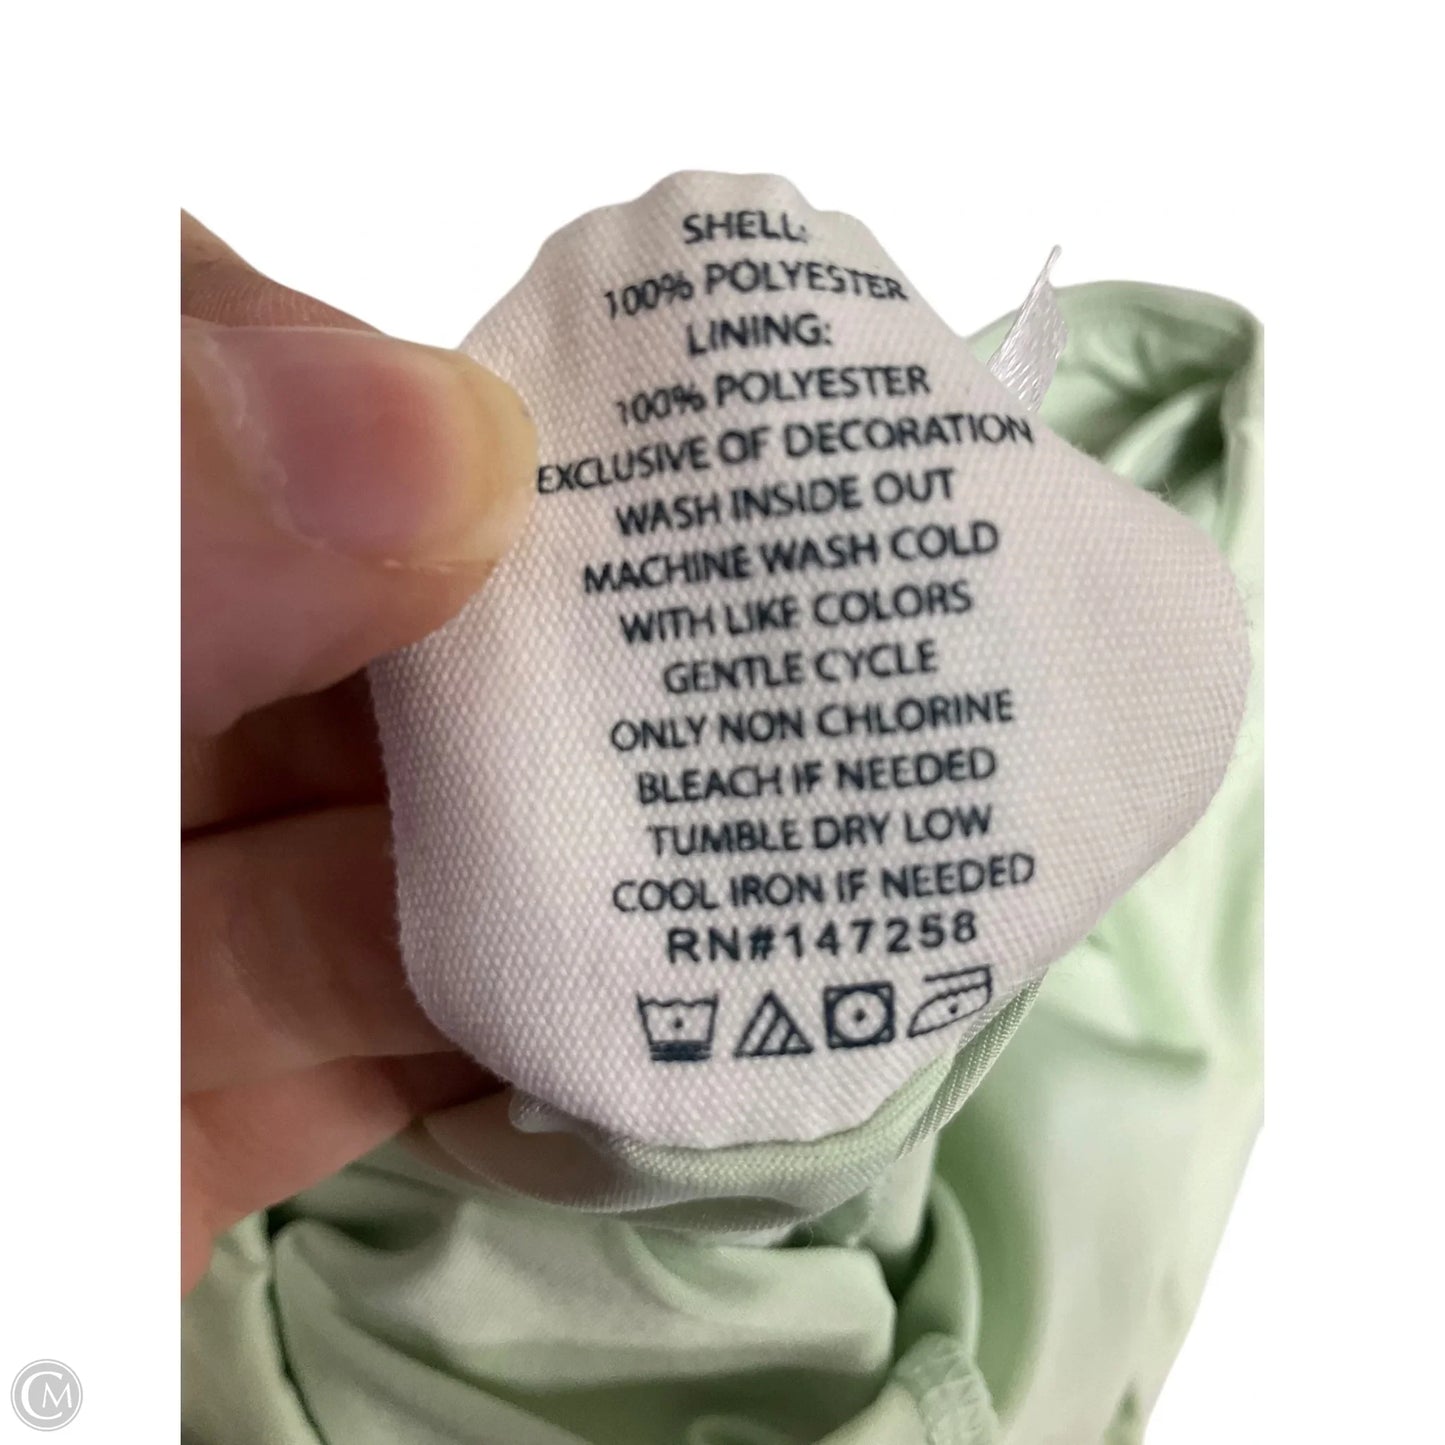 SHELL:
100% POLYESTER
LINING:
100% POLYESTER
EXCLUSIVE OF DECORATION
WASH INSIDE OUT
MACHINE WASH COLD
WITH LIKE COLORS
GENTLE CYCLE
ONLY NON CHLORINE
BLEACH IF NEEDED
TUMBLE DRY LOW
COOL IRON IF NEEDED
RN#147258
CM